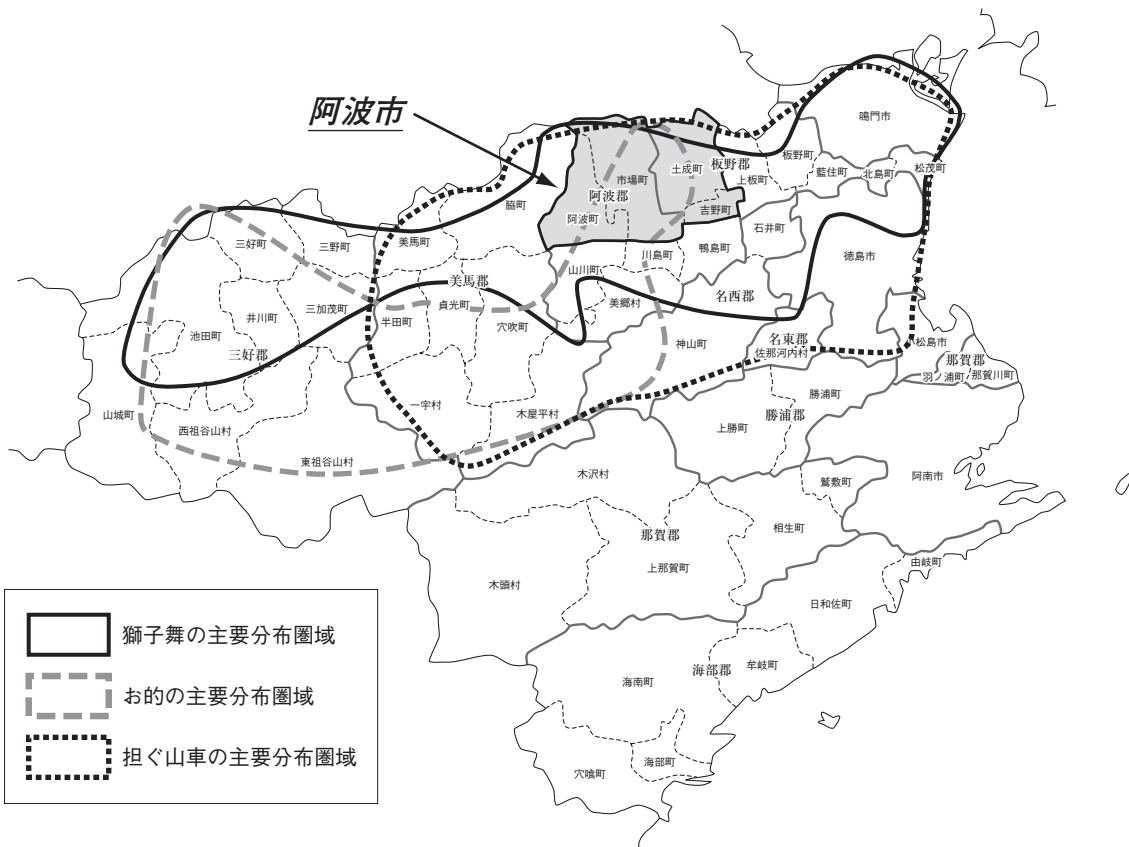 阿波市
鳴門市
板野町
松茂町
北島町
藍住町
板野郡
上板町
土成町
市場町
吉野町
阿波郡
阿波町
脇町
石井町
徳島市
鴨島町
川島町
山川町
美郷村
名西郡
三好町
三野町
美馬町
美馬郡
貞光町
半田町
穴吹町
三加茂町
井川町
池田町
三好郡
神山町
名東郡
佐那河内村
松島市
那賀郡
羽ノ浦町
那賀川町
勝浦町
勝浦郡
上勝町
山城町
西祖谷山村
東祖谷山村
一宇村
木屋平村
木沢村
鷲敷町
阿南市
相生町
那賀郡
上那賀町
木頭村
由岐町
日和佐町
牟岐町
海部郡
海南町
海部町
穴喰町
獅子舞の主要分布圏域
お的の主要分布圏域
担ぐ山車の主要分布圏域